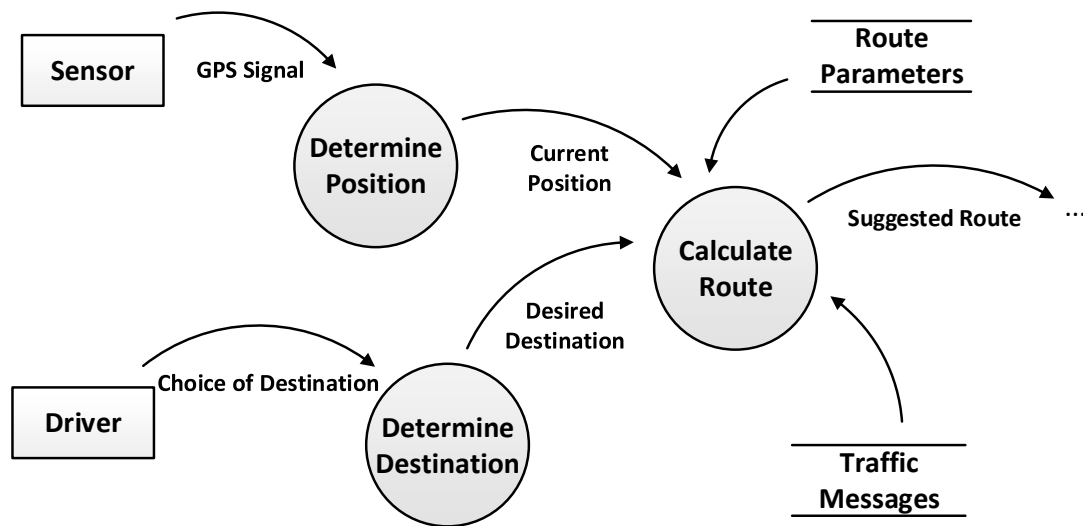 Sensor
GPS Signal
Route
Parameters
Determine
Position
Current
Position
Suggested Route
...
Calculate
Route
Desired
Destination
Choice of Destination
Driver
Determine
Destination
Traffic
Messages